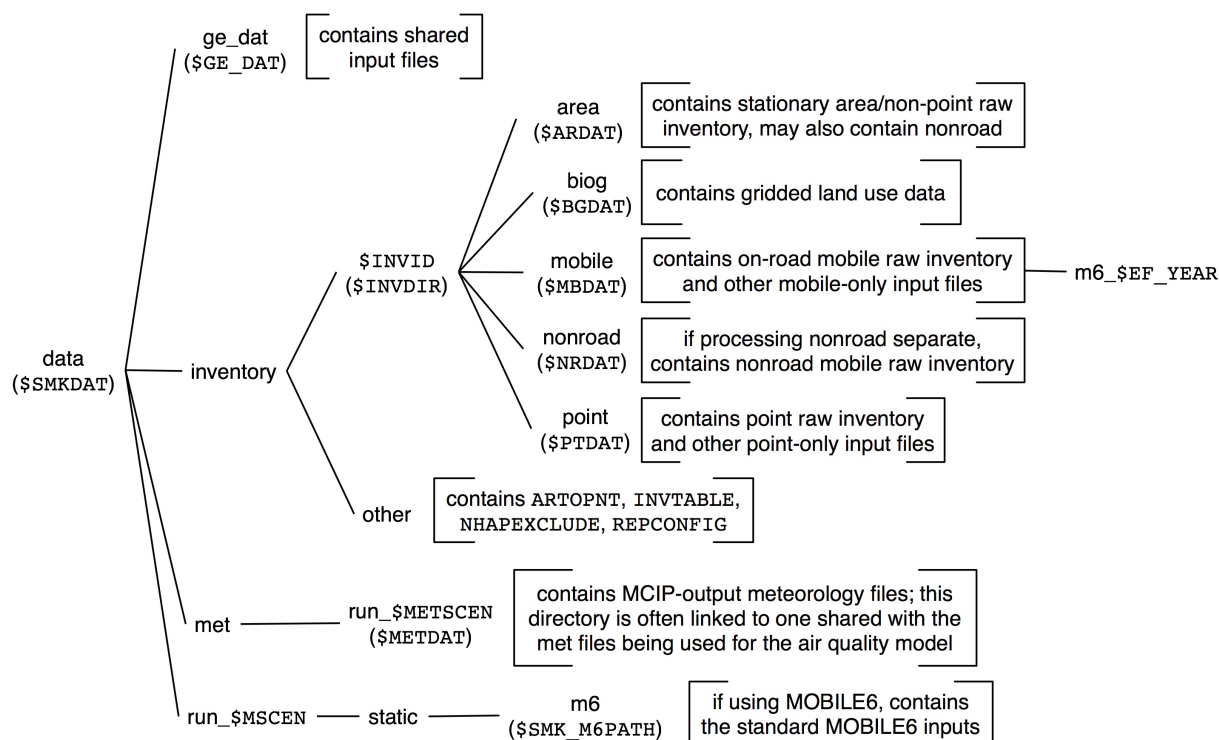 ge_dat
($GE_DAT)
contains shared
input files
area
($ARDAT)
contains stationary area/non-point raw
inventory, may also contain nonroad
biog
($BGDAT)
contains gridded land use data
$INVID
($INVDIR)
mobile
($MBDAT)
contains on-road mobile raw inventory
and other mobile-only input files
m6_$EF_YEAR
nonroad
($NRDAT)
if processing nonroad separate,
contains nonroad mobile raw inventory
data
($SMKDAT)
inventory
point
($PTDAT)
contains point raw inventory
and other point-only input files
other
contains ARTOPNT, INVTABLE,
NHAPEXCLUDE, REPCONFIG
met
run_$METSCEN
($METDAT)
contains MCIP-output meteorology files; this
directory is often linked to one shared with the
met files being used for the air quality model
run_$MSCEN
static
m6
($SMK_M6PATH)
if using MOBILE6, contains
the standard MOBILE6 inputs